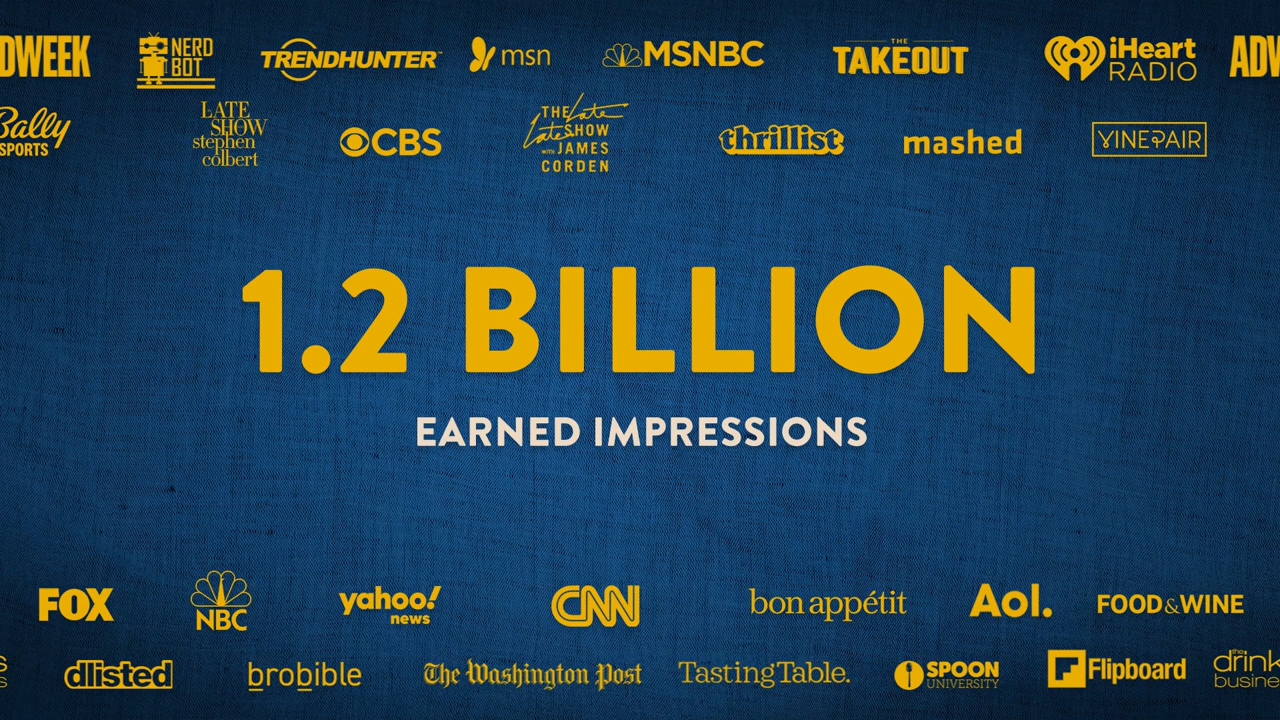 DWEEK NERD BOT TRENDHUNTER msn MSNBC THE TAKEOUT iHeart RADIO ADW
Bally SPORTS LATE SHOW stephen colbert CBS THE Late Late SHOW WITH JAMES CORDEN thrillist mashed VINEPAIR
1.2 BILLION
EARNED IMPRESSIONS
FOX NBC yahoo! news CNN bon appétit Aol. FOOD&WINE
dlisted brobible The Washington Post TastingTable. SPOON UNIVERSITY Flipboard the drink busine